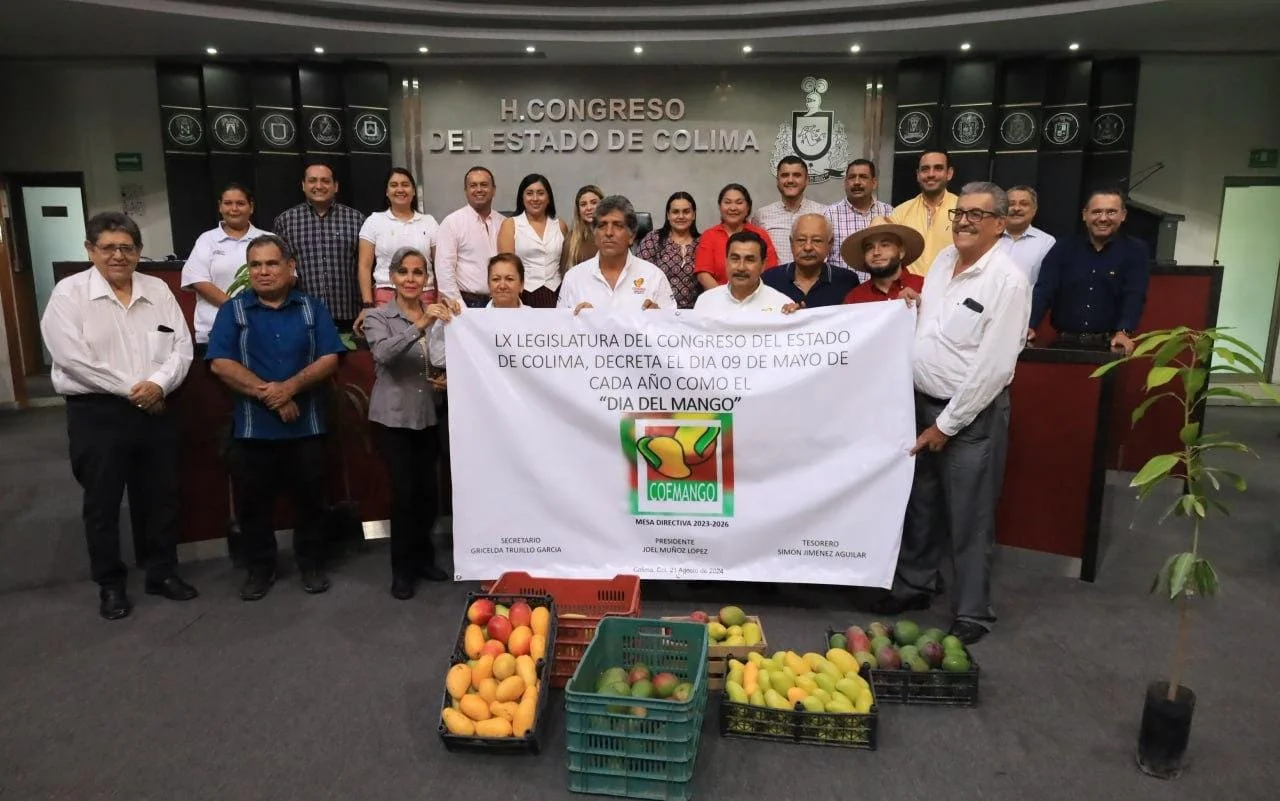 H.CONGRESO
DEL ESTADO DE COLIMA
LX LEGISLATURA DEL CONGRESO DEL ESTADO
DE COLIMA, DECRETA EL DIA 09 DE MAYO DE
CADA AÑO COMO EL
“DIA DEL MANGO”
COEMANGO
MESA DIRECTIVA 2023-2026
SECRETARIO
GRICELDA TRUJILLO GARCIA
PRESIDENTE
JOEL MUÑOZ LOPEZ
TESORERO
SIMON JIMENEZ AGUILAR
Colima, Col. 21 Agosto de 2024